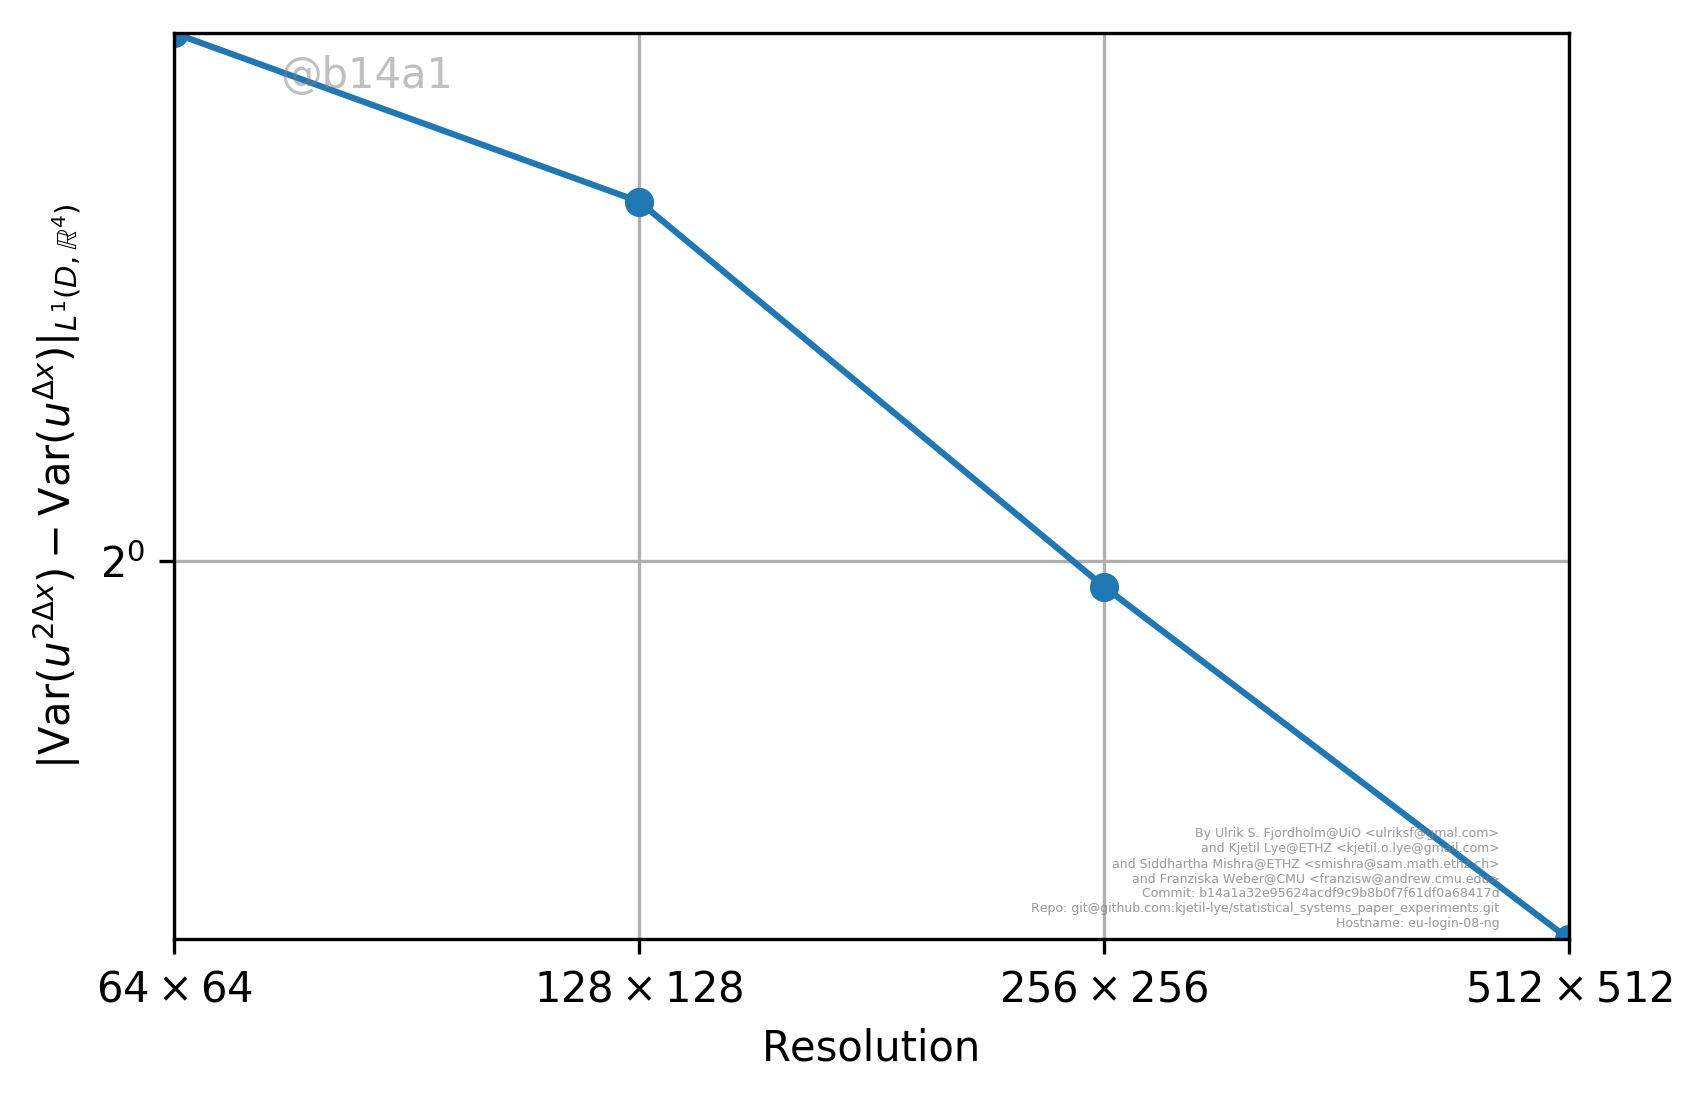 @b14a1
|Var(u^{2Δx}) − Var(u^{Δx})|_{L^1(D, ℝ^4)}
2^0
By Ulrik S. Fjordholm@UiO <ulriksf@gmal.com>
and Kjetil Lye@ETHZ <kjetil.o.lye@gmail.com>
and Siddhartha Mishra@ETHZ <smishra@sam.math.ethz.ch>
and Franziska Weber@CMU <franzisw@andrew.cmu.edu>
Commit: b14a1a32e95624acdf9c9b8b0f7f61df0a68417d
Repo: git@github.com:kjetil-lye/statistical_systems_paper_experiments.git
Hostname: eu-login-08-ng
64 × 64 128 × 128 256 × 256 512 × 512
Resolution